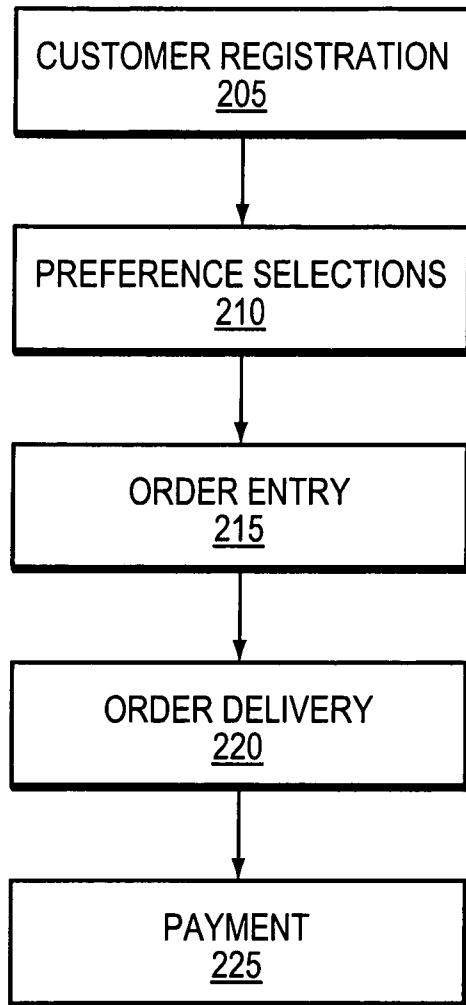 CUSTOMER REGISTRATION
205
PREFERENCE SELECTIONS
210
ORDER ENTRY
215
ORDER DELIVERY
220
PAYMENT
225